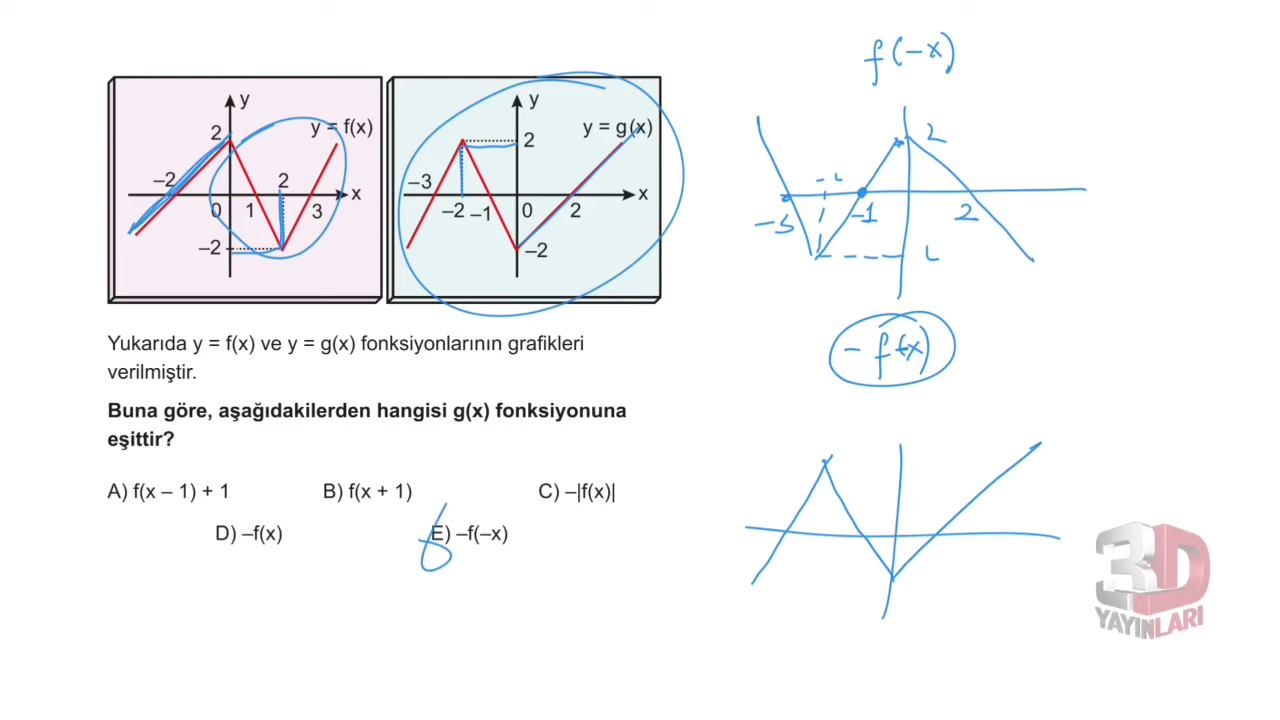 y
y
2
y = f(x)
2
y = g(x)
–2
2
x
–3
x
0
1
3
–2
–1
0
2
–2
–2
Yukarıda y = f(x) ve y = g(x) fonksiyonlarının grafikleri
verilmiştir.
Buna göre, aşağıdakilerden hangisi g(x) fonksiyonuna
eşittir?
A) f(x – 1) + 1
B) f(x + 1)
C) –|f(x)|
D) –f(x)
E) –f(–x)
f(-x)
2
-1
2
3D
YAYINLARI